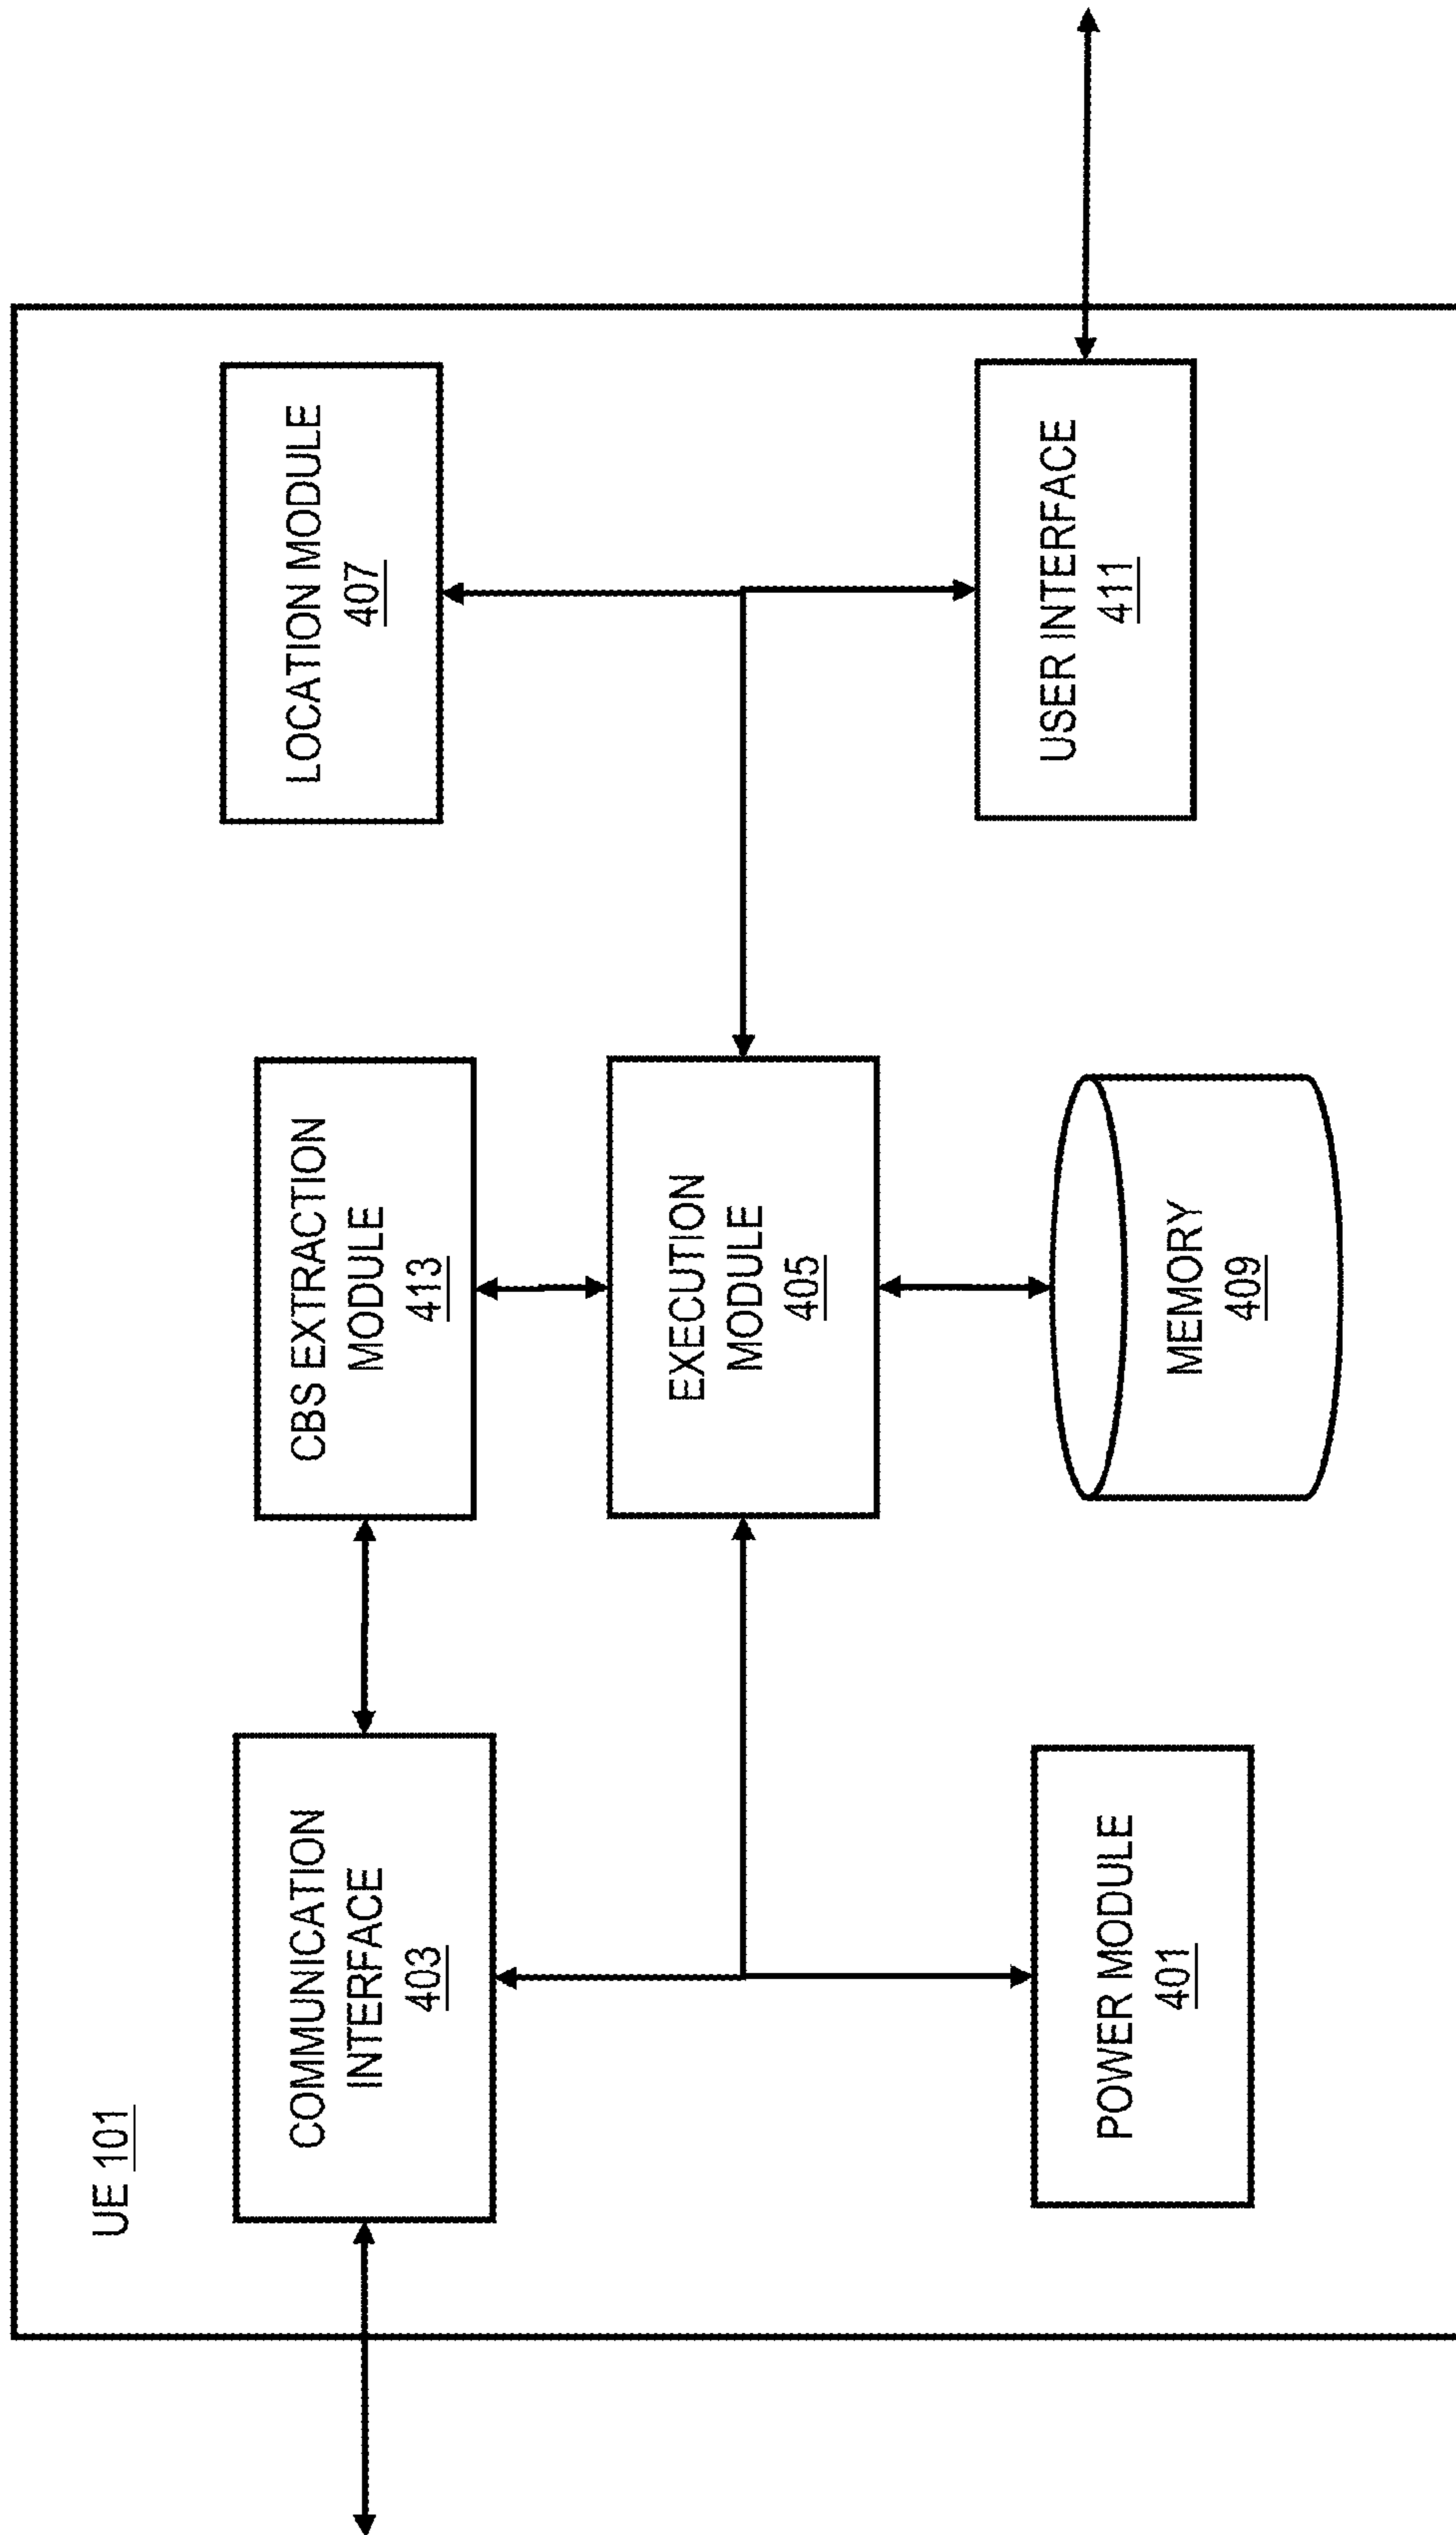 UE 101
COMMUNICATION
INTERFACE
403
CBS EXTRACTION
MODULE
413
LOCATION MODULE
407
EXECUTION
MODULE
405
POWER MODULE
401
MEMORY
409
USER INTERFACE
411